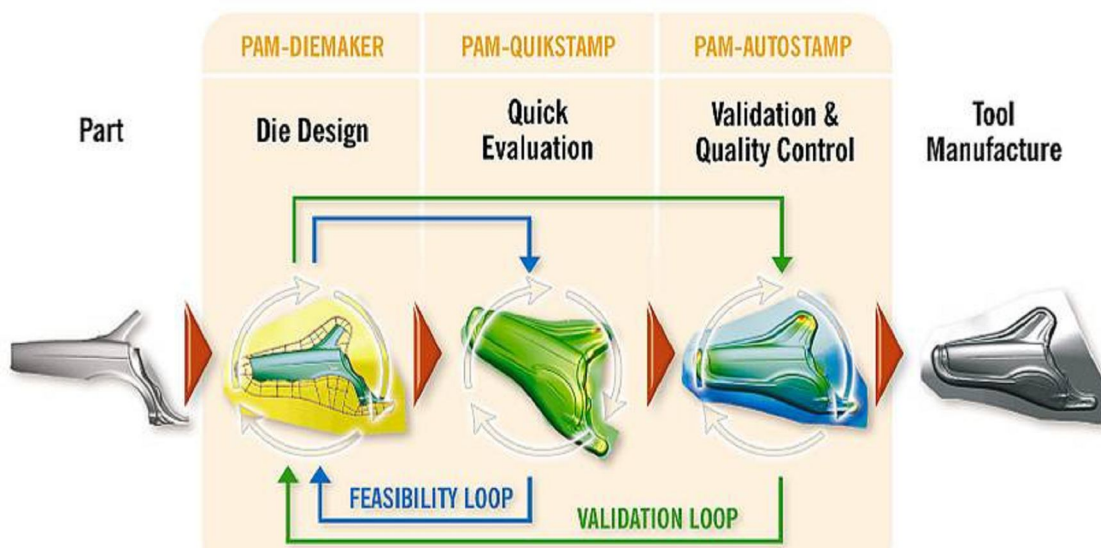 PAM-DIEMAKER
PAM-QUIKSTAMP
PAM-AUTOSTAMP
Part
Die Design
Quick
Evaluation
Validation &
Quality Control
Tool
Manufacture
FEASIBILITY LOOP
VALIDATION LOOP